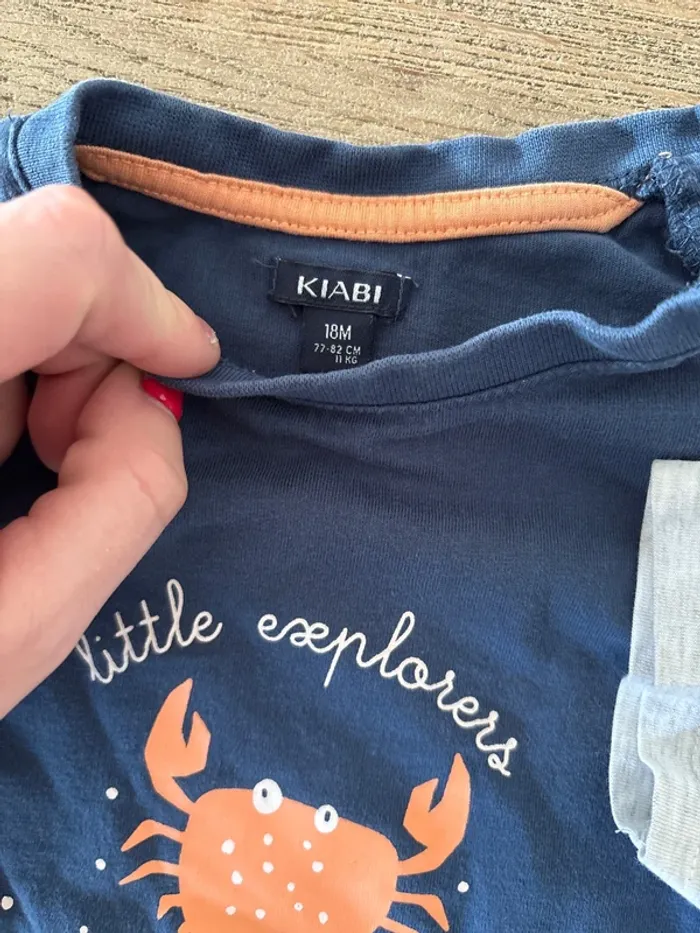 KIABI
18M
77-82 CM
11 KG
little explorers